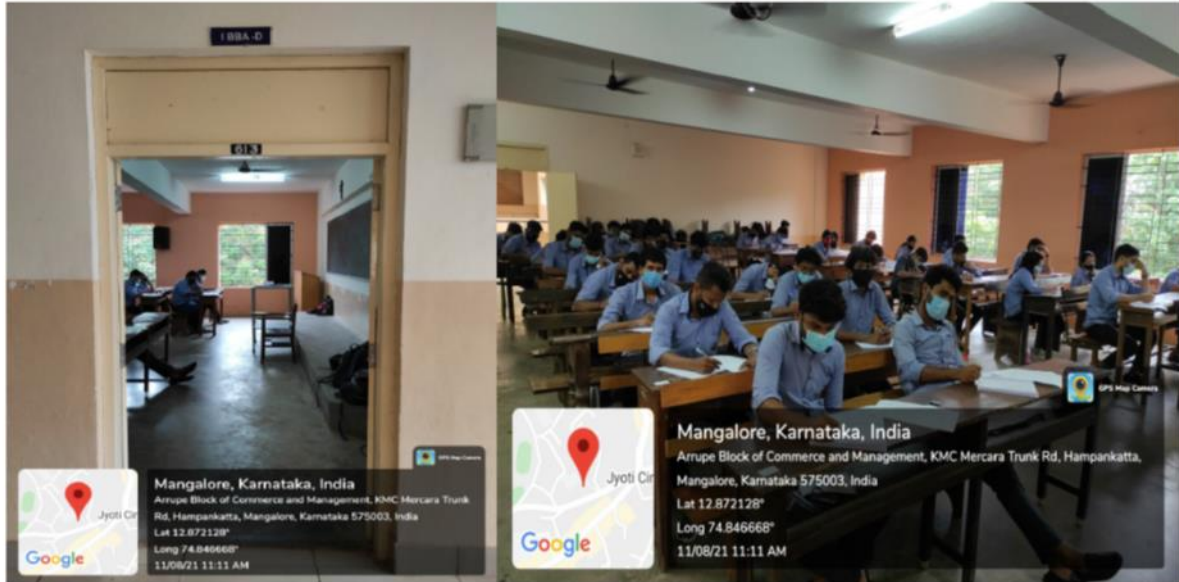 I BBA -D
613
GPS Map Camera
Jyoti Cir
Google
Mangalore, Karnataka, India
Arrupe Block of Commerce and Management, KMC Mercara Trunk
Rd, Hampankatta, Mangalore, Karnataka 575003, India
Lat 12.872128°
Long 74.846668°
11/08/21 11:11 AM
GPS Map Camera
Jyoti Cir
Google
Mangalore, Karnataka, India
Arrupe Block of Commerce and Management, KMC Mercara Trunk Rd, Hampankatta,
Mangalore, Karnataka 575003, India
Lat 12.872128°
Long 74.846668°
11/08/21 11:11 AM